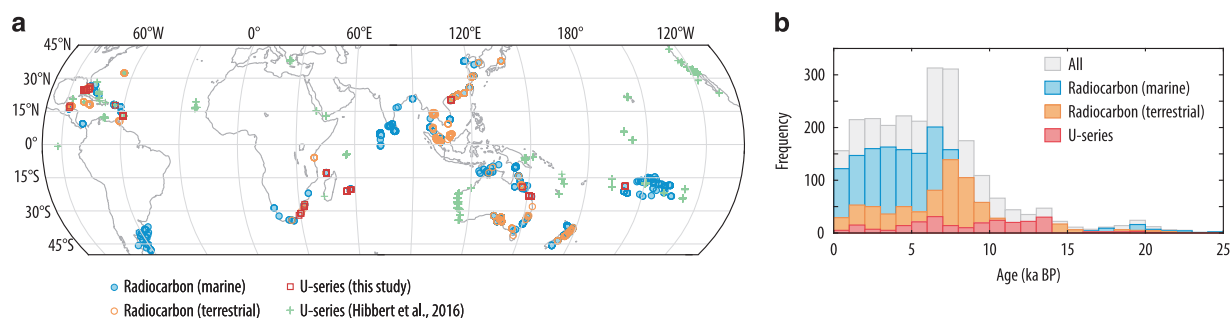 a
60°W 0° 60°E 120°E 180° 120°W
45°N
30°N
15°N
0°
15°S
30°S
45°S
Radiocarbon (marine)
Radiocarbon (terrestrial)
U-series (this study)
U-series (Hibbert et al., 2016)
b
Frequency
300
200
100
0
0 5 10 15 20 25
Age (ka BP)
All
Radiocarbon (marine)
Radiocarbon (terrestrial)
U-series